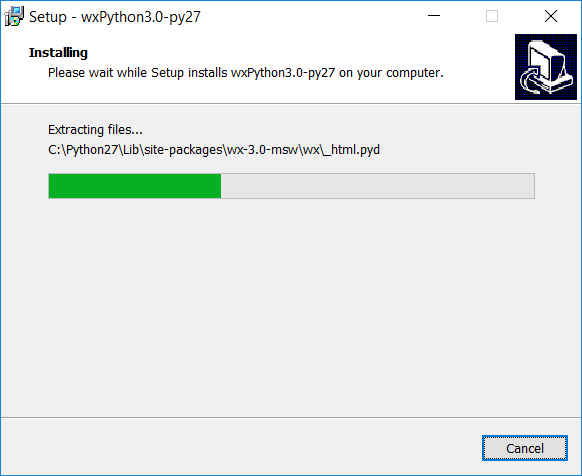 Setup - wxPython3.0-py27
Installing
Please wait while Setup installs wxPython3.0-py27 on your computer.
Extracting files...
C:\Python27\Lib\site-packages\wx-3.0-msw\wx\_html.pyd
Cancel